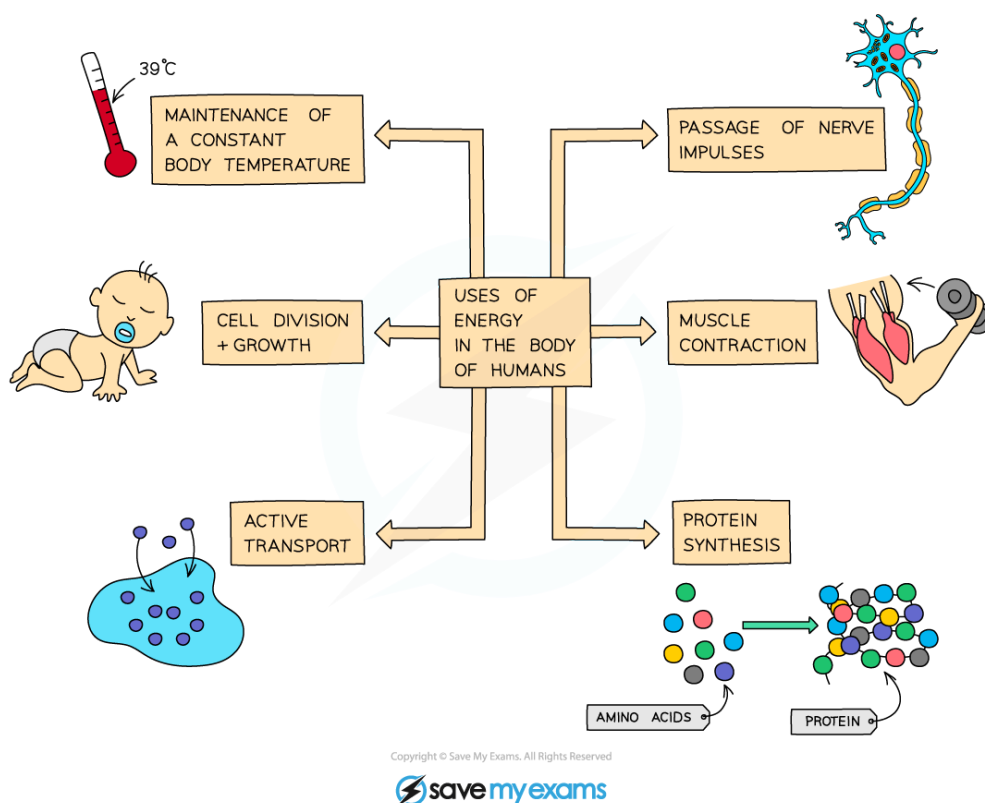 39°C
MAINTENANCE OF
A CONSTANT
BODY TEMPERATURE
PASSAGE OF NERVE
IMPULSES
CELL DIVISION
+ GROWTH
USES OF
ENERGY
IN THE BODY
OF HUMANS
MUSCLE
CONTRACTION
ACTIVE
TRANSPORT
PROTEIN
SYNTHESIS
AMINO ACIDS
PROTEIN
Copyright © Save My Exams. All Rights Reserved
save my exams